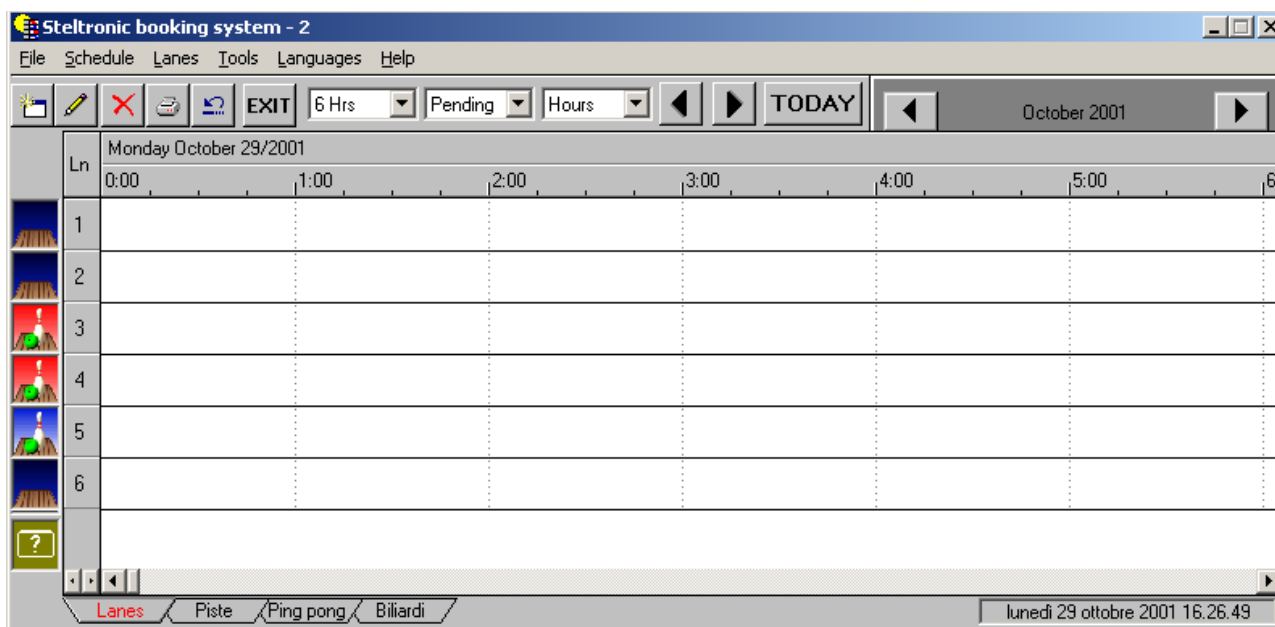 Steltronic booking system - 2
File Schedule Lanes Tools Languages Help
EXIT 6 Hrs Pending Hours TODAY October 2001
Ln Monday October 29/2001
0:00 1:00 2:00 3:00 4:00 5:00 6
1
2
3
4
5
6
?
Lanes Piste Ping pong Biliardi lunedì 29 ottobre 2001 16.26.49